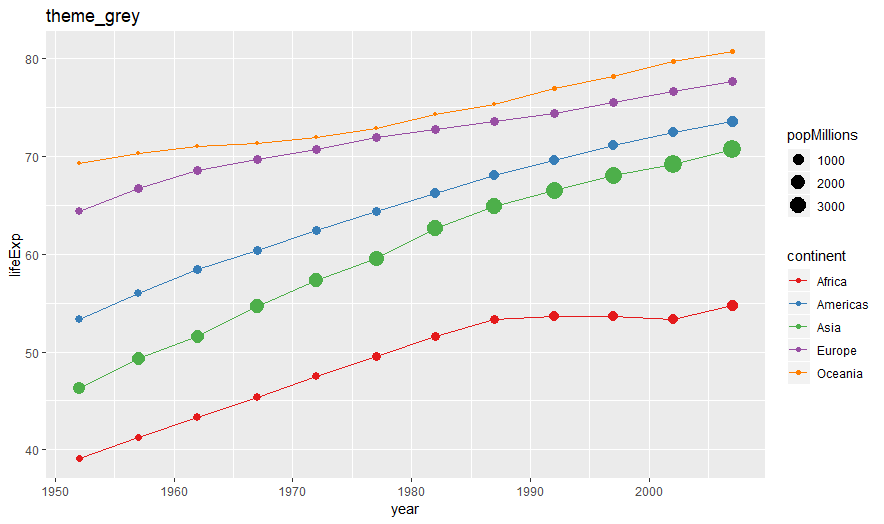 theme_grey
80
70
60
50
40
lifeExp
1950
1960
1970
1980
1990
2000
year
popMillions
1000
2000
3000
continent
Africa
Americas
Asia
Europe
Oceania